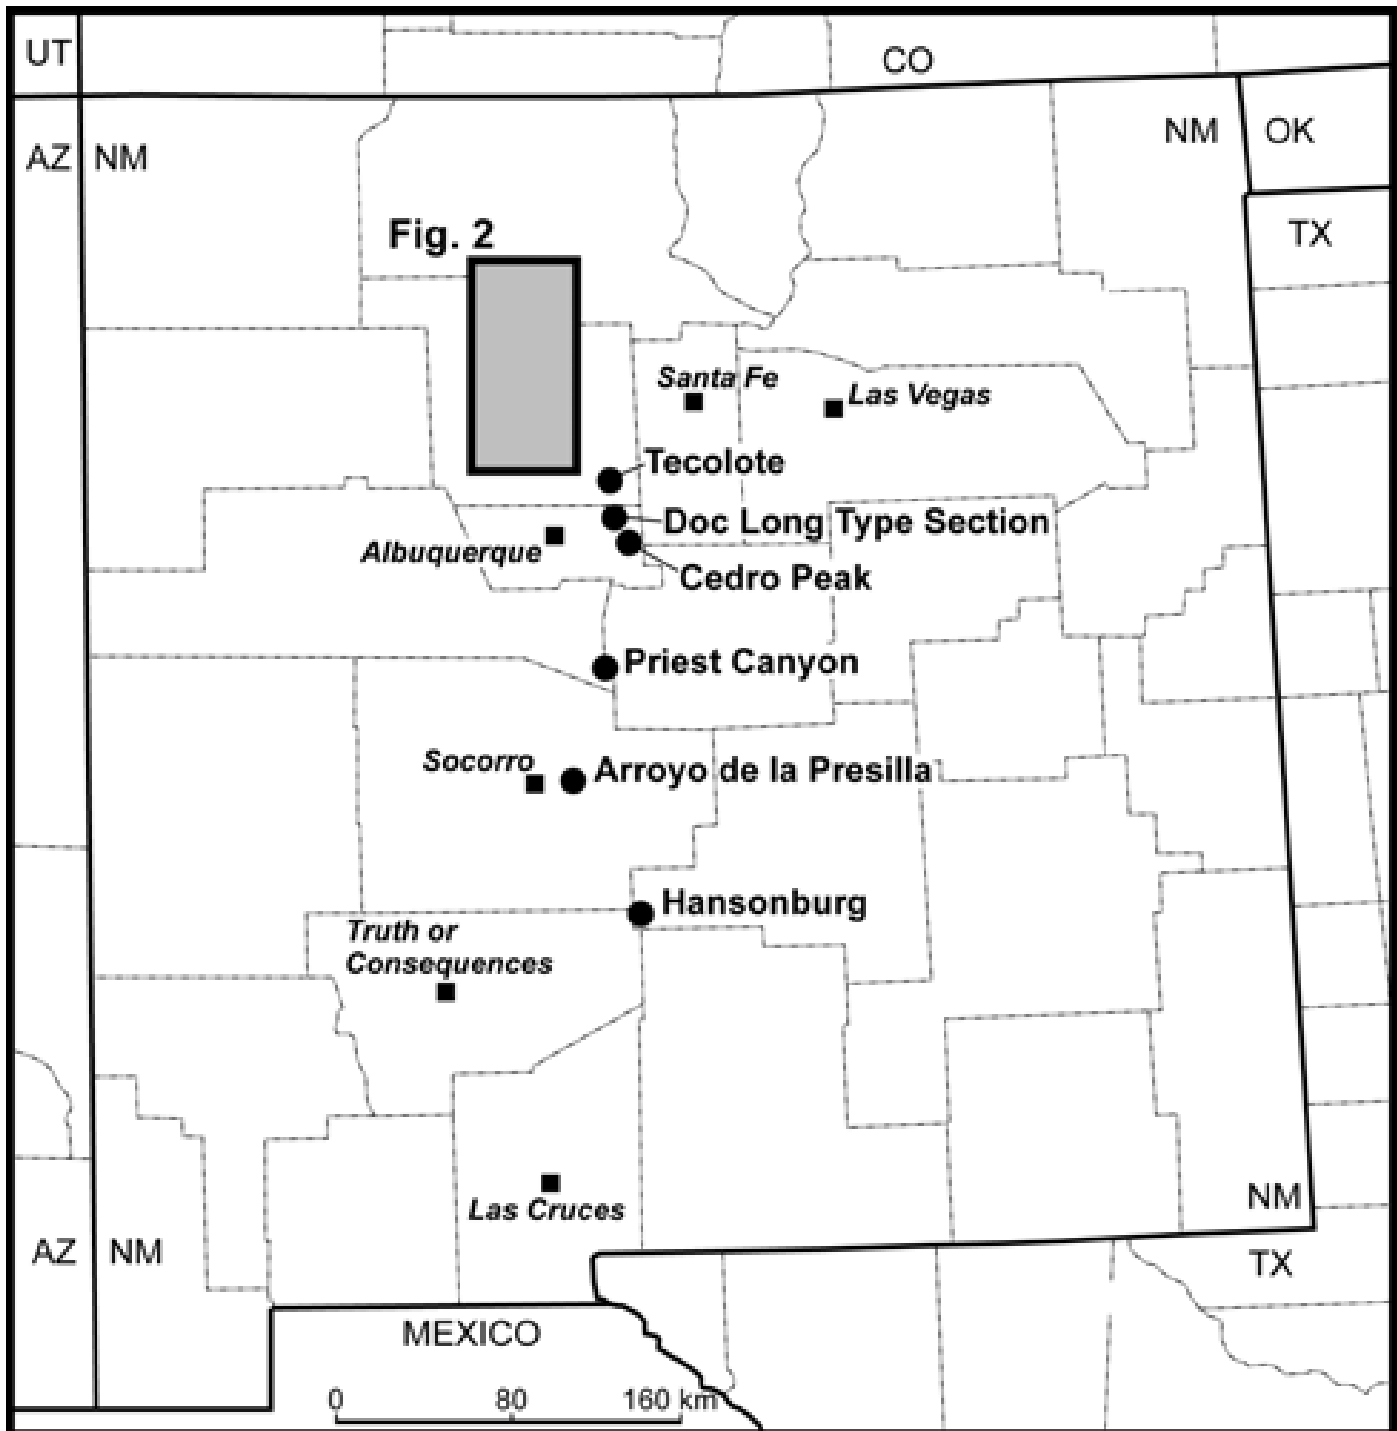 UT
CO
AZ
NM
NM
OK
TX
Fig. 2
Santa Fe
Las Vegas
Tecolote
Doc Long Type Section
Albuquerque
Cedro Peak
Priest Canyon
Socorro
Arroyo de la Presilla
Hansonburg
Truth or
Consequences
Las Cruces
NM
AZ
NM
TX
MEXICO
0
80
160 km